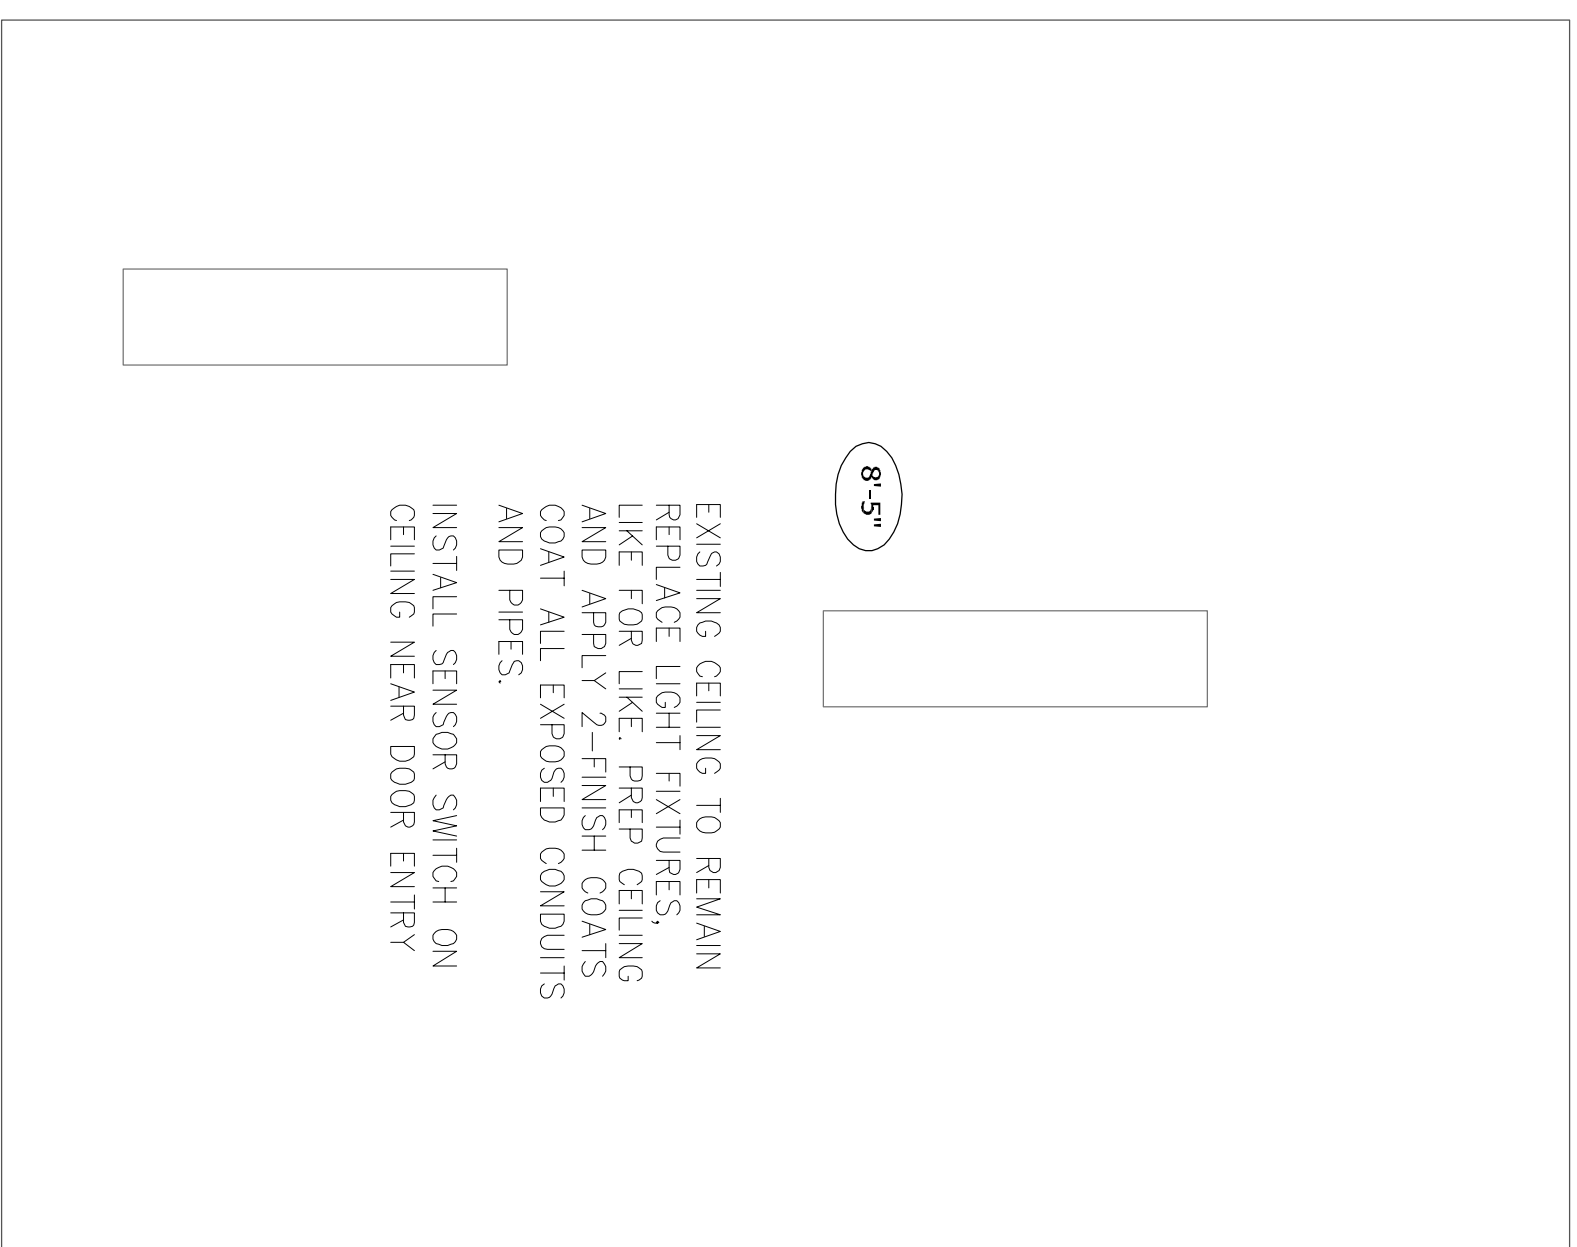 8'-5"
EXISTING CEILING TO REMAIN
REPLACE LIGHT FIXTURES,
LIKE FOR LIKE. PREP CEILING
AND APPLY 2-FINISH COATS
COAT ALL EXPOSED CONDUITS
AND PIPES.
INSTALL SENSOR SWITCH ON
CEILING NEAR DOOR ENTRY